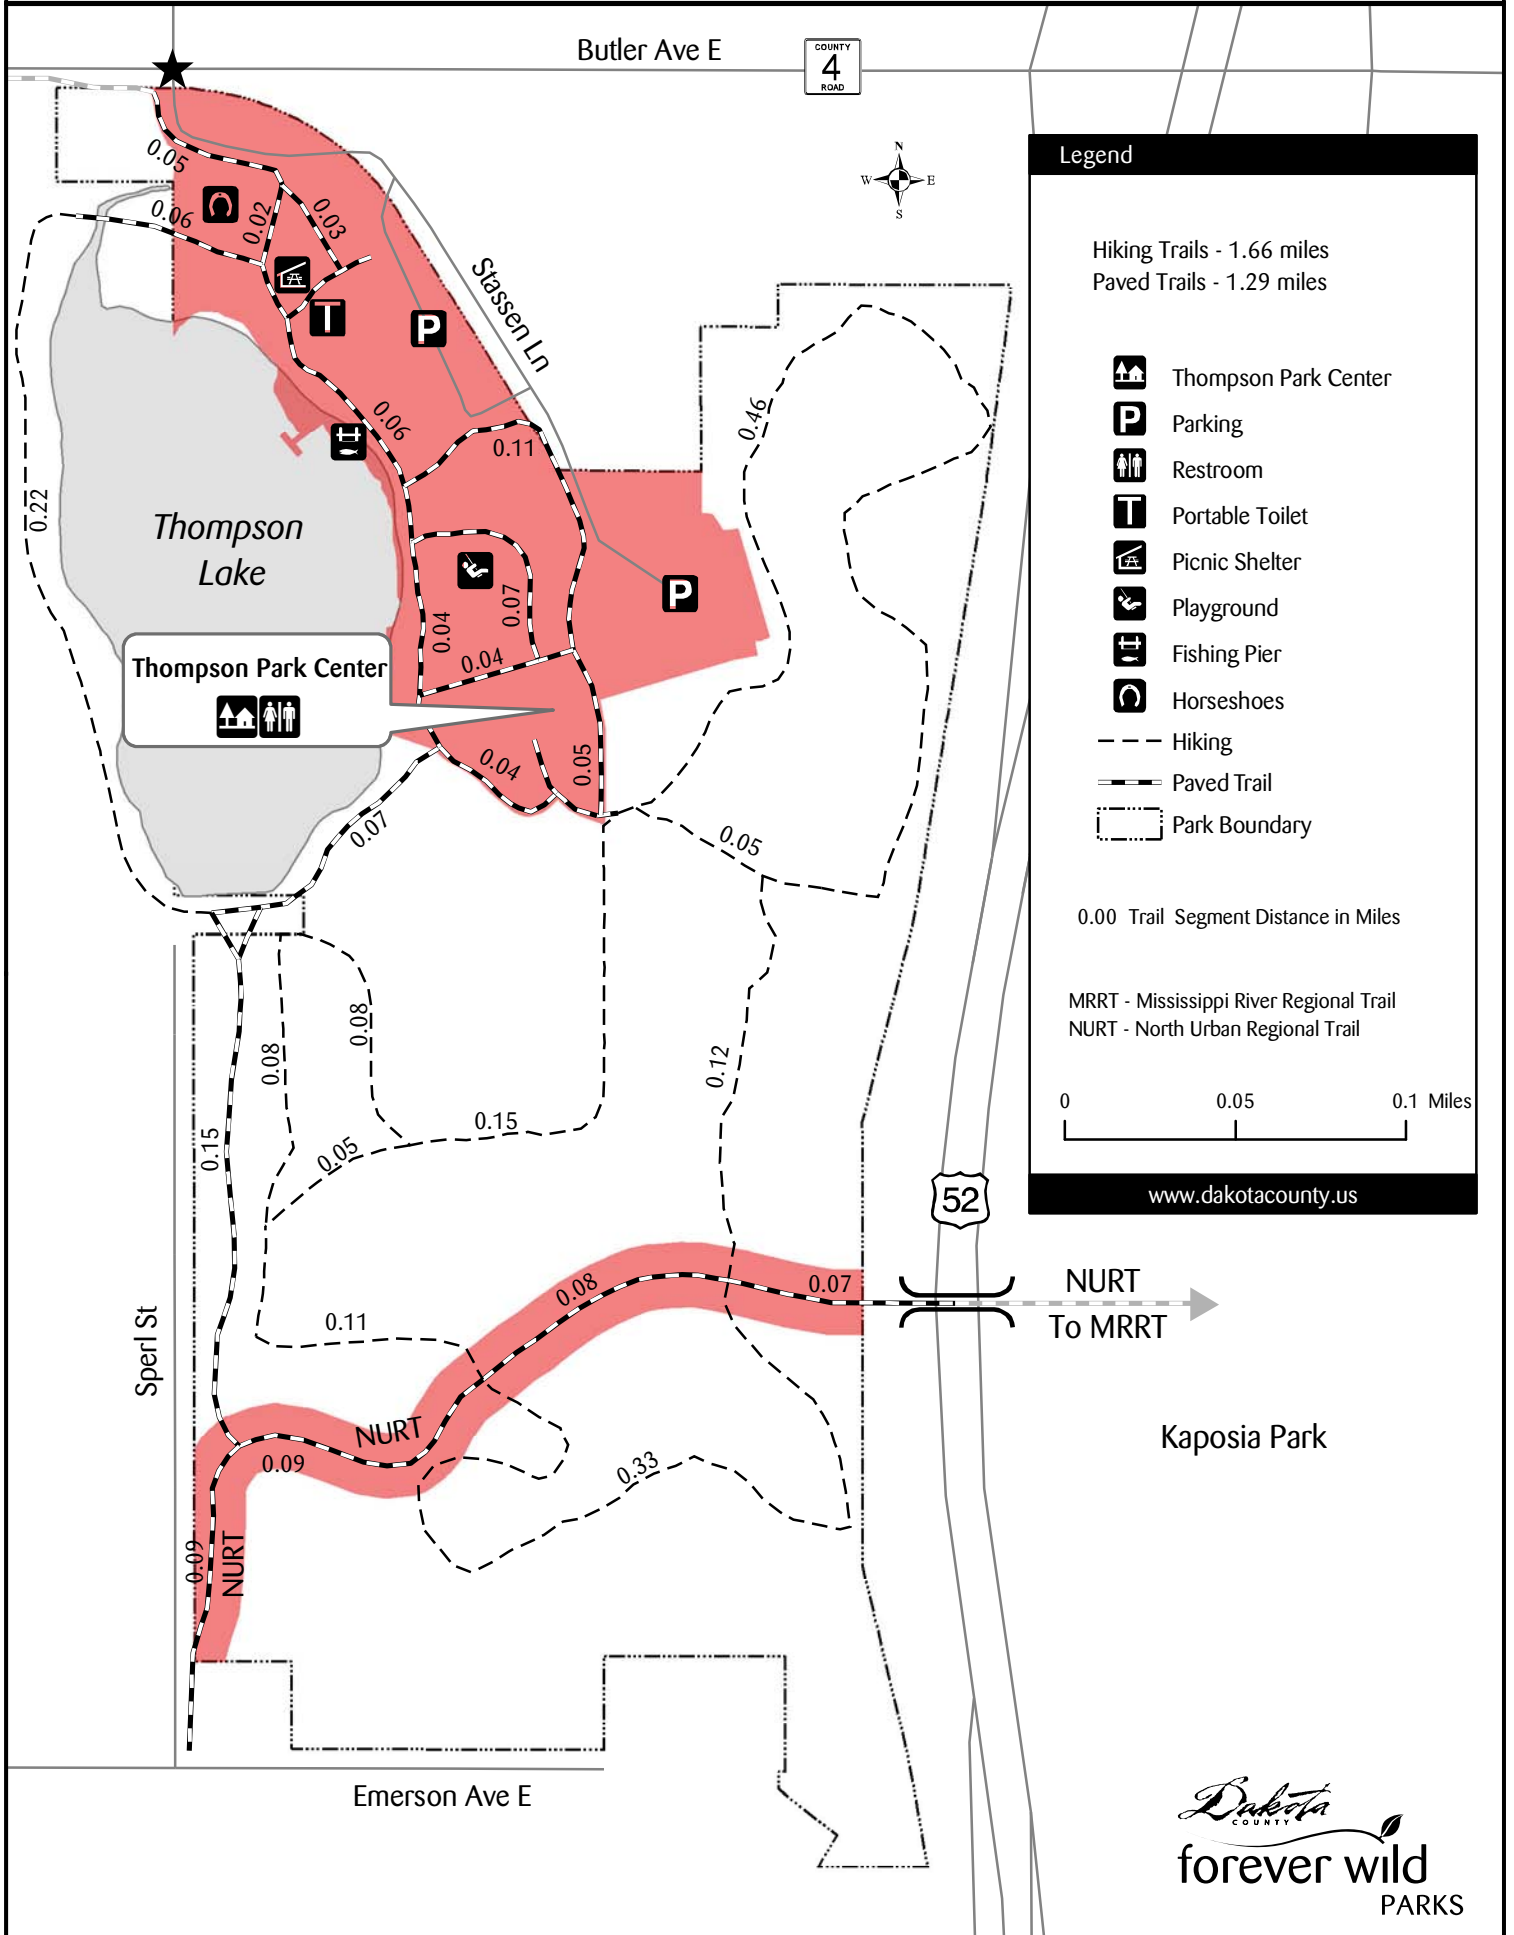 Butler Ave E
COUNTY
4
ROAD
N
W
E
S
0.05
0.06
0.02
0.03
Stassen Ln
T
P
0.06
0.11
0.46
0.22
Thompson
Lake
0.04
0.07
P
0.04
Thompson Park Center
0.04
0.05
0.07
0.05
0.08
0.08
0.12
0.15
0.15
0.05
52
0.08
0.07
NURT
To MRRT
0.11
Sperl St
NURT
0.09
0.33
Kaposia Park
0.09
NURT
Emerson Ave E
Legend
Hiking Trails - 1.66 miles
Paved Trails - 1.29 miles
Thompson Park Center
P Parking
Restroom
T Portable Toilet
Picnic Shelter
Playground
Fishing Pier
Horseshoes
Hiking
Paved Trail
Park Boundary
0.00 Trail Segment Distance in Miles
MRRT - Mississippi River Regional Trail
NURT - North Urban Regional Trail
0 0.05 0.1 Miles
www.dakotacounty.us
Dakota
COUNTY
forever wild
PARKS